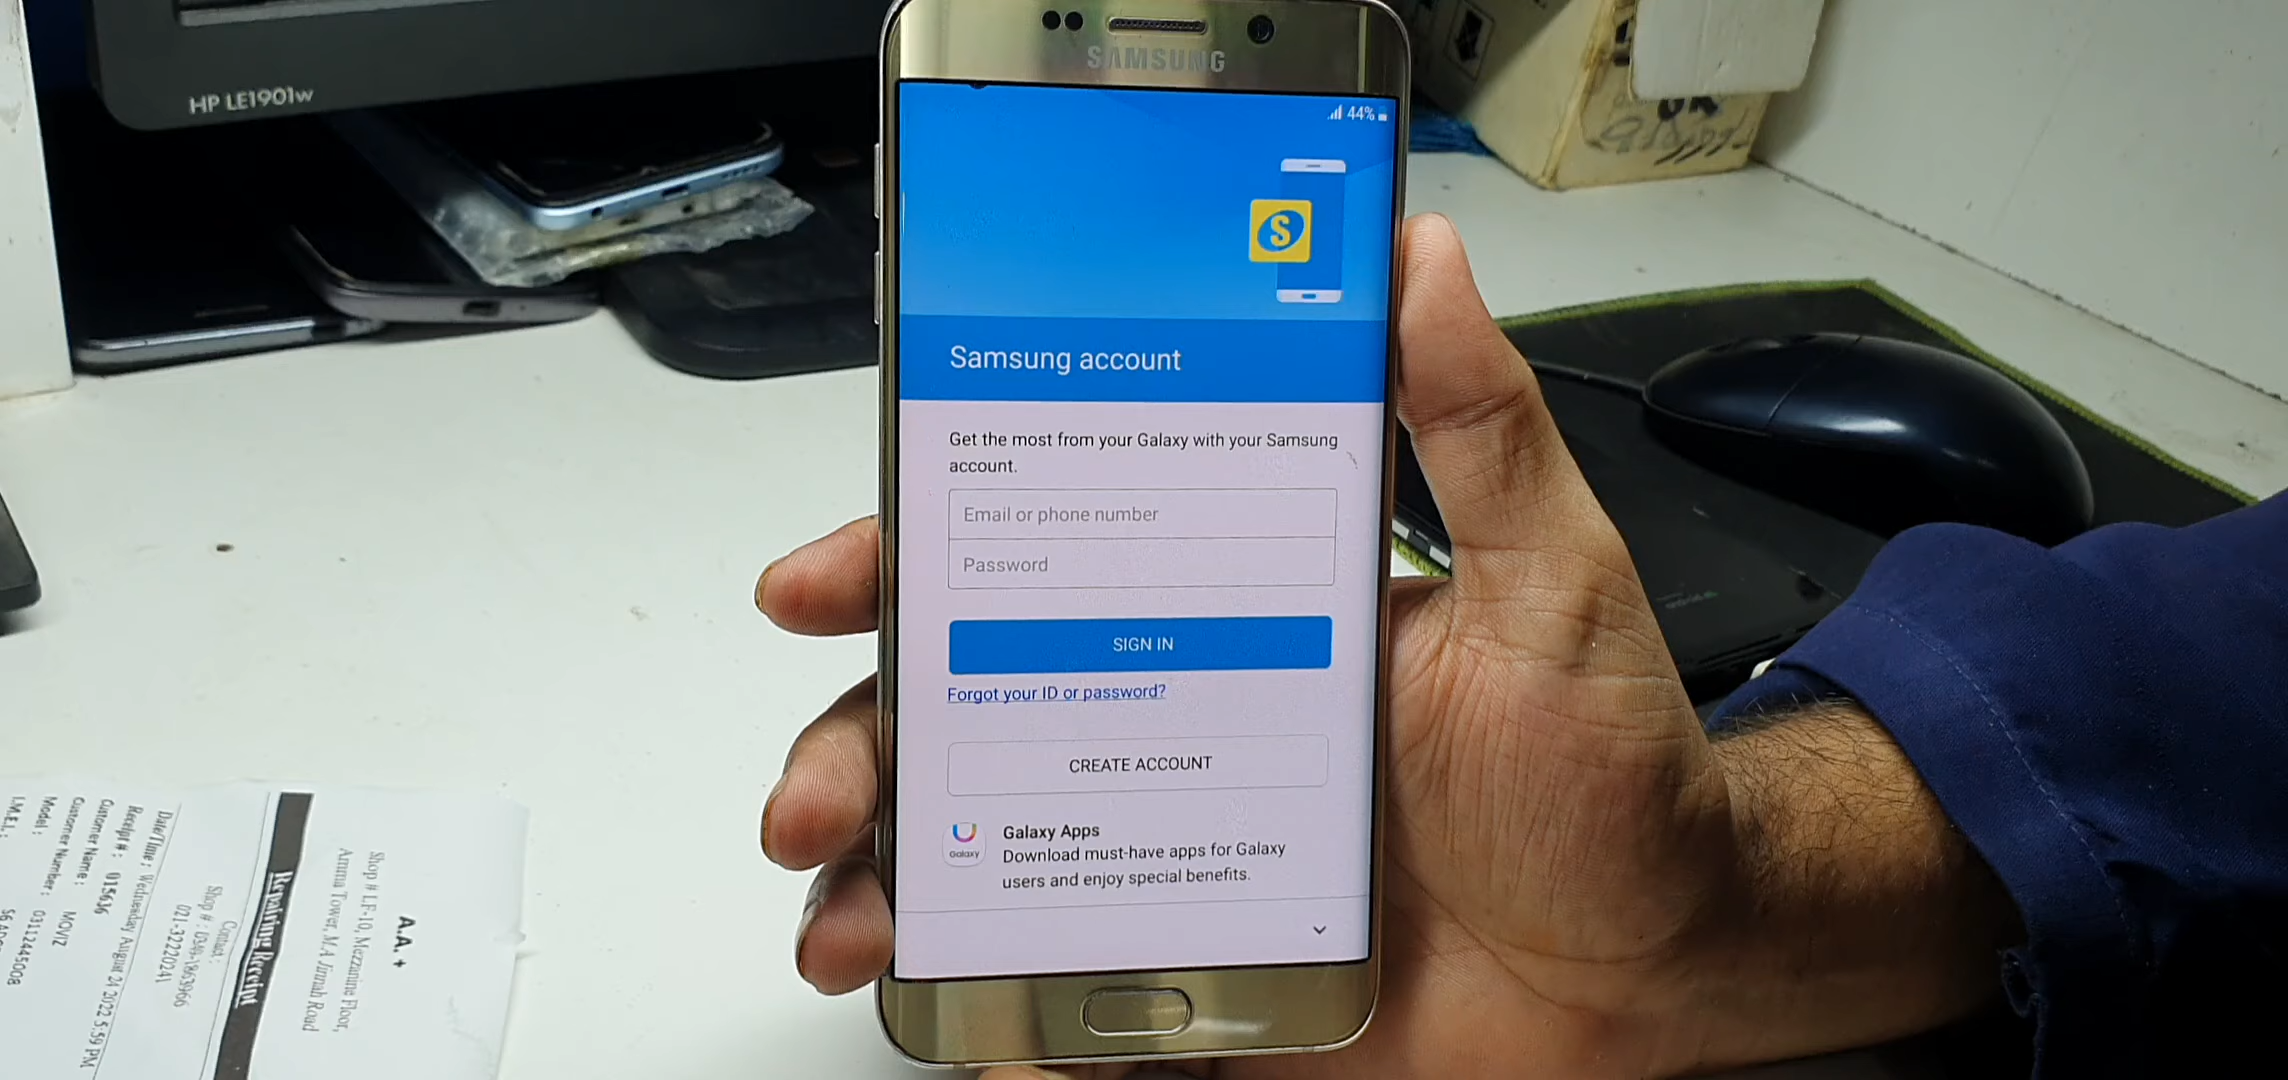 HP LE1901w
SAMSUNG
44%
S
Samsung account
Get the most from your Galaxy with your Samsung
account.
Email or phone number
Password
SIGN IN
Forgot your ID or password?
CREATE ACCOUNT
Galaxy
Galaxy Apps
Download must-have apps for Galaxy
users and enjoy special benefits.
A.A. +
Shop # LF-10, Mezzanine Floor,
Amma Tower, M.A Jinnah Road
Repairing Receipt
Contact :
021-32220241
Date/Time : Wednesday August 24 2022 5:59 PM
Receipt # : 015636
Customer Name : MOVIZ
Customer Number : 03112445008
Model :
I.M.E.I. :